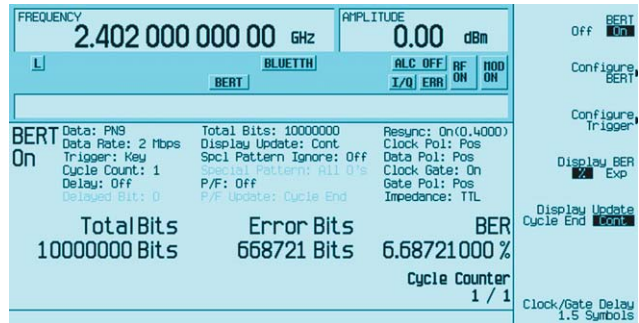 FREQUENCY
2.402 000 000 00 GHz
AMPLITUDE
0.00 dBm
L
BLUETTH
BERT
ALC OFF
I/Q
ERR
RF ON
MOD ON
BERT On
Data: PN9
Data Rate: 2 Mbps
Trigger: Key
Cycle Count: 1
Delay: Off
Delayed Bit: 0
Total Bits: 10000000
Display Update: Cont
Spcl Pattern Ignore: Off
Special Pattern: All 0's
P/F: Off
P/F Update: Cycle End
Resync: On(0.4000)
Clock Pol: Pos
Data Pol: Pos
Clock Gate: On
Gate Pol: Pos
Impedance: TTL
Total Bits
10000000 Bits
Error Bits
668721 Bits
BER
6.68721000 %
Cycle Counter
1 / 1
BERT
Off On
Configure
BERT
Configure
Trigger
Display BER
% Exp
Display Update
Cycle End Cont
Clock/Gate Delay
1.5 Symbols